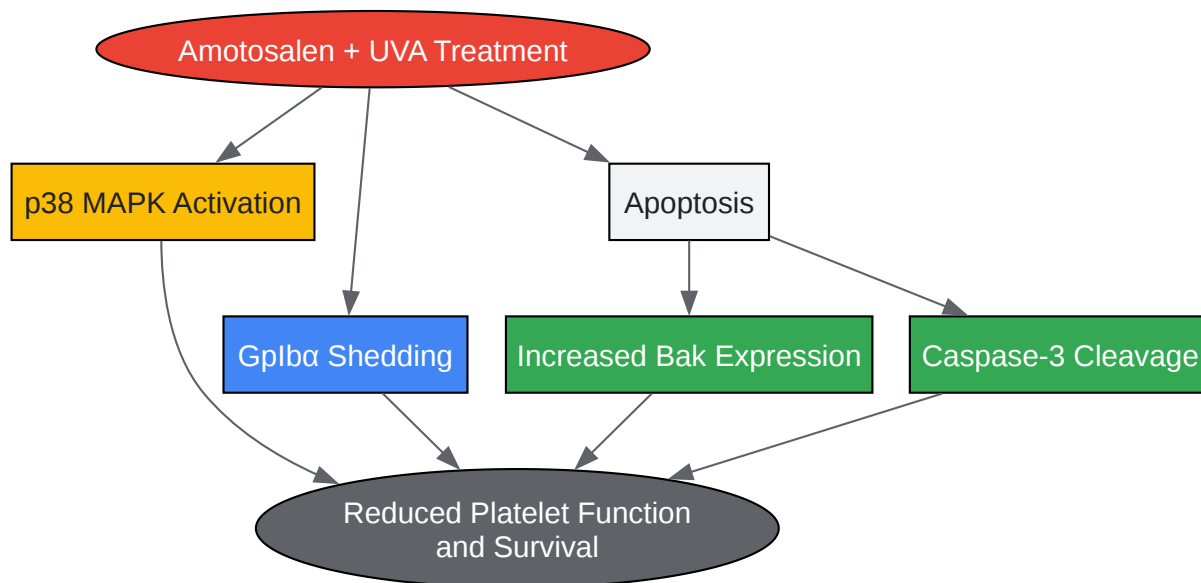 Amotosalen + UVA Treatment
p38 MAPK Activation
Apoptosis
GpIbα Shedding
Increased Bak Expression
Caspase-3 Cleavage
Reduced Platelet Function
and Survival